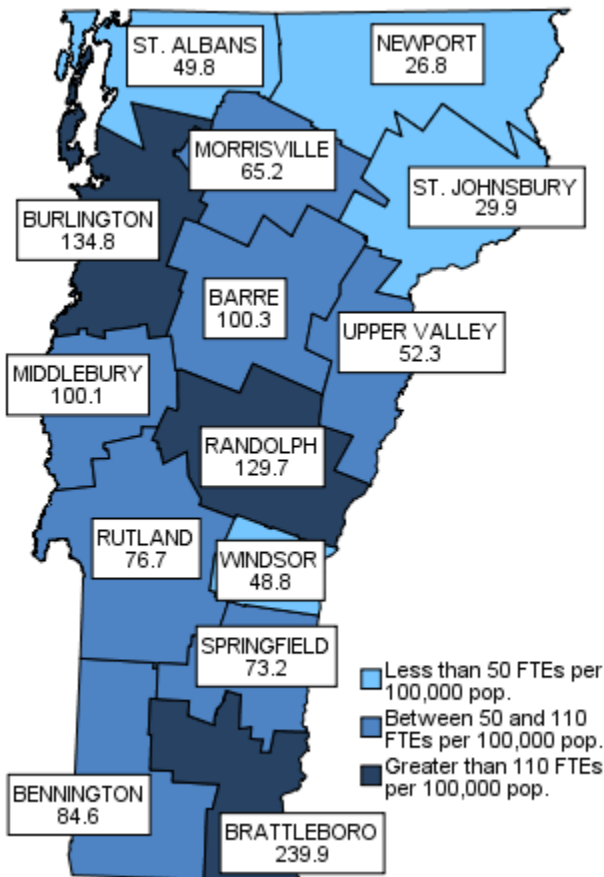 ST. ALBANS
49.8
NEWPORT
26.8
MORRISVILLE
65.2
ST. JOHNSBURY
29.9
BURLINGTON
134.8
BARRE
100.3
UPPER VALLEY
52.3
MIDDLEBURY
100.1
RANDOLPH
129.7
RUTLAND
76.7
WINDSOR
48.8
SPRINGFIELD
73.2
Less than 50 FTEs per
100,000 pop.
Between 50 and 110
FTEs per 100,000 pop.
Greater than 110 FTEs
per 100,000 pop.
BENNINGTON
84.6
BRATTLEBORO
239.9